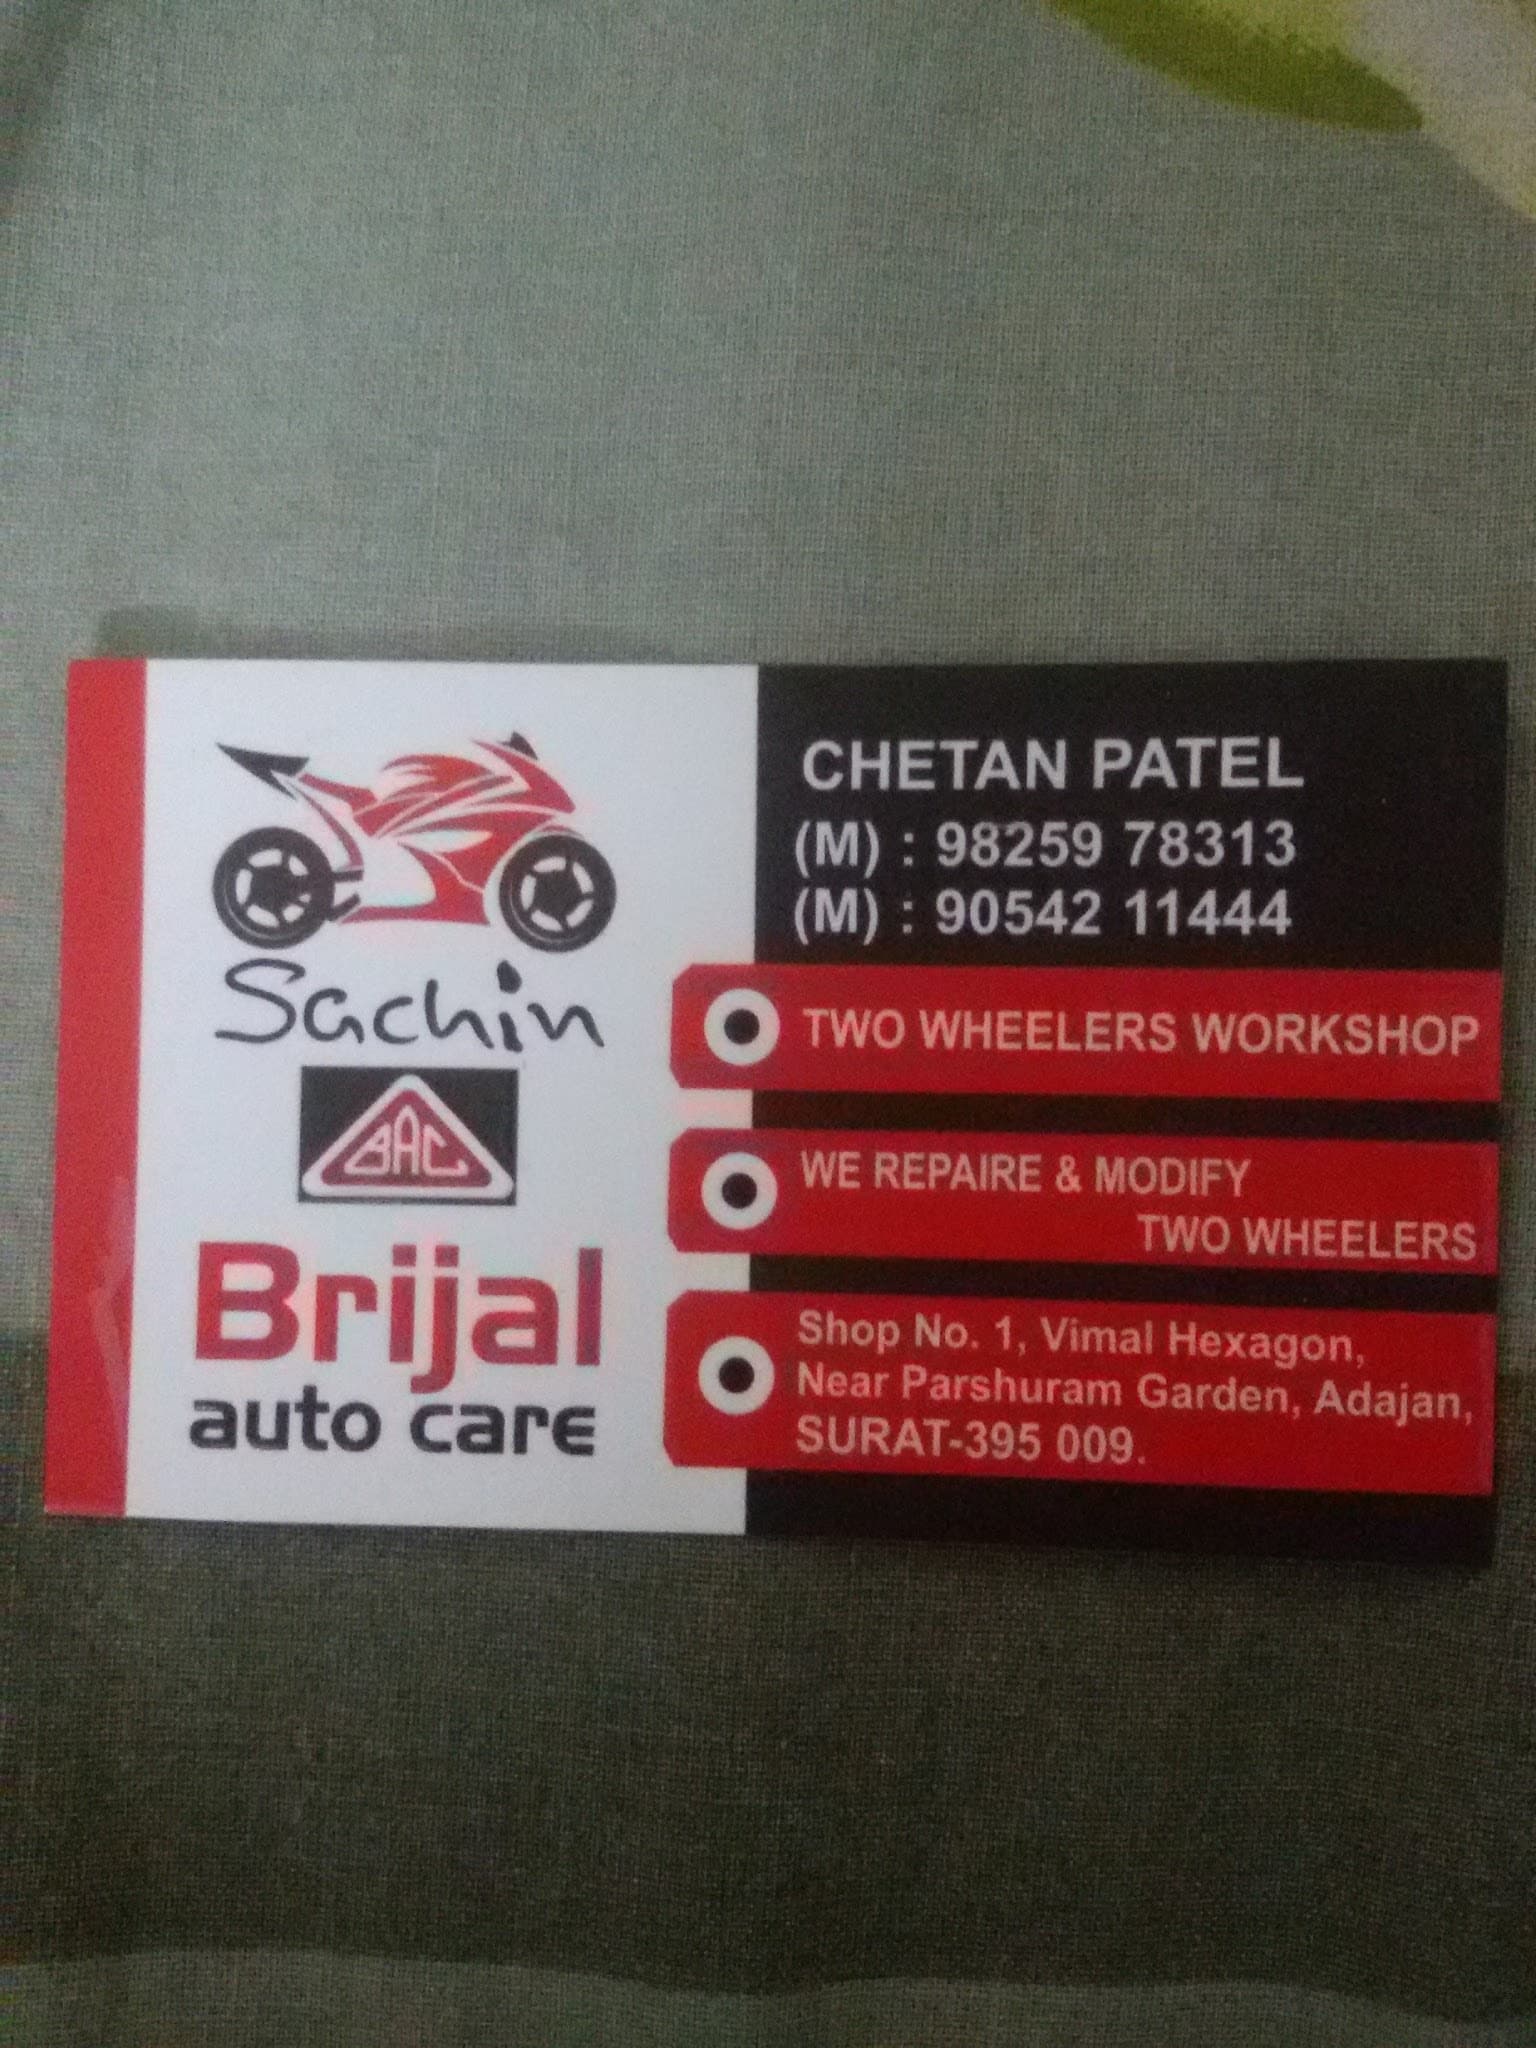 Sachin
BAC
Brijal
auto care
CHETAN PATEL
(M) : 98259 78313
(M) : 90542 11444
TWO WHEELERS WORKSHOP
WE REPAIRE & MODIFY
TWO WHEELERS
Shop No. 1, Vimal Hexagon,
Near Parshuram Garden, Adajan,
SURAT-395 009.